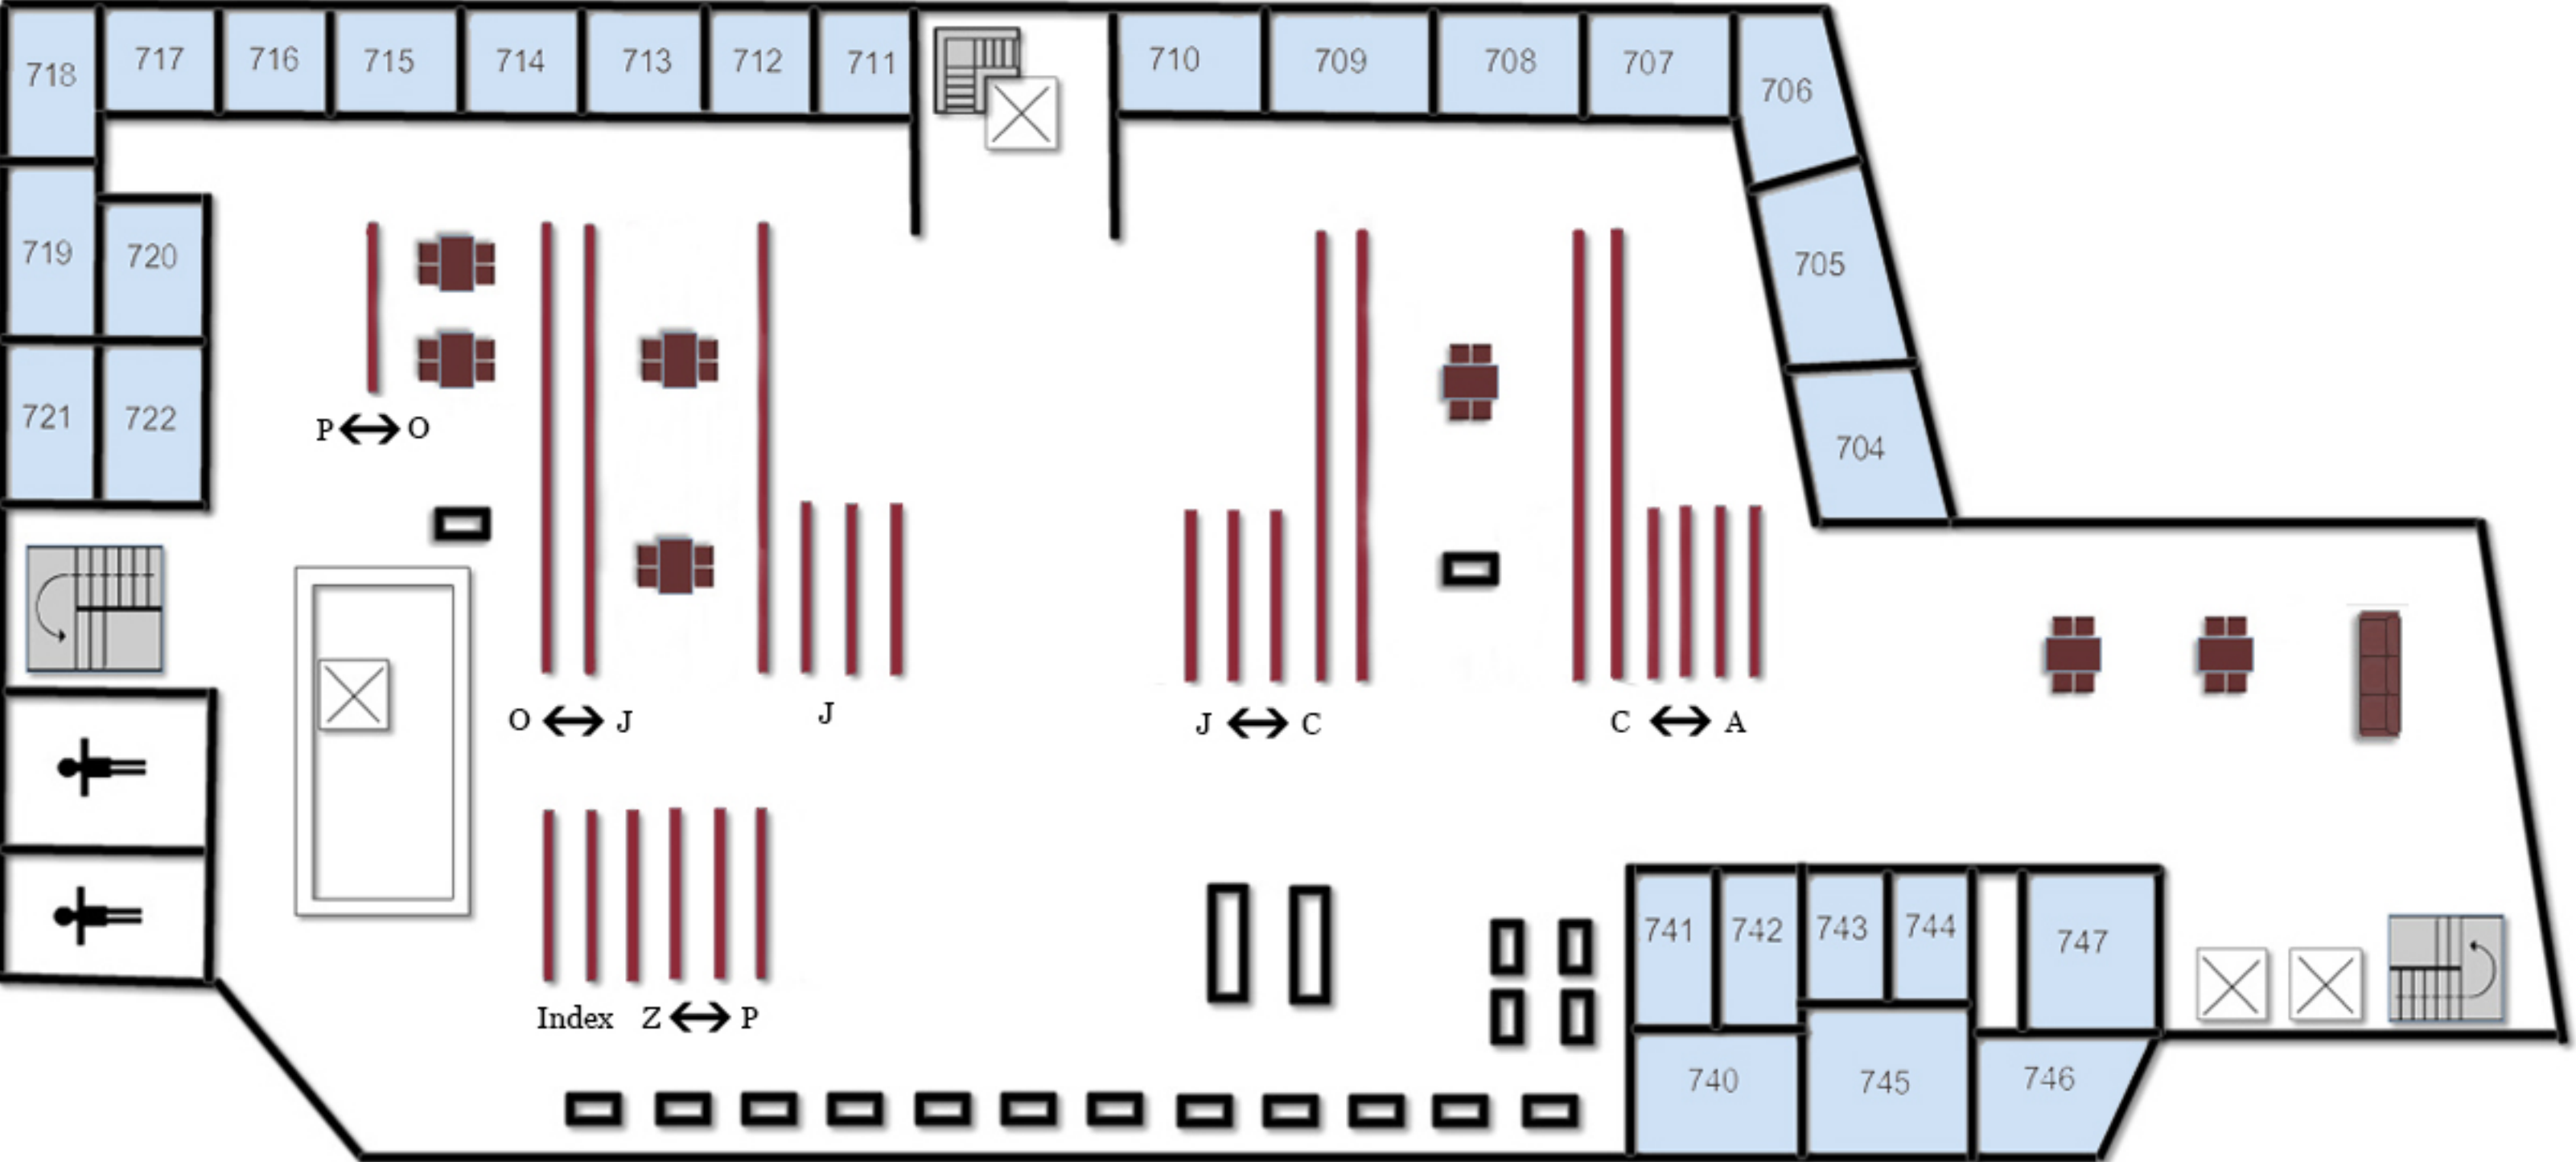 718 717 716 715 714 713 712 711 710 709 708 707 706
719 720 705
721 722 704
P ↔ O
O ↔ J J J ↔ C C ↔ A
741 742 743 744 747
Index Z ↔ P
740 745 746